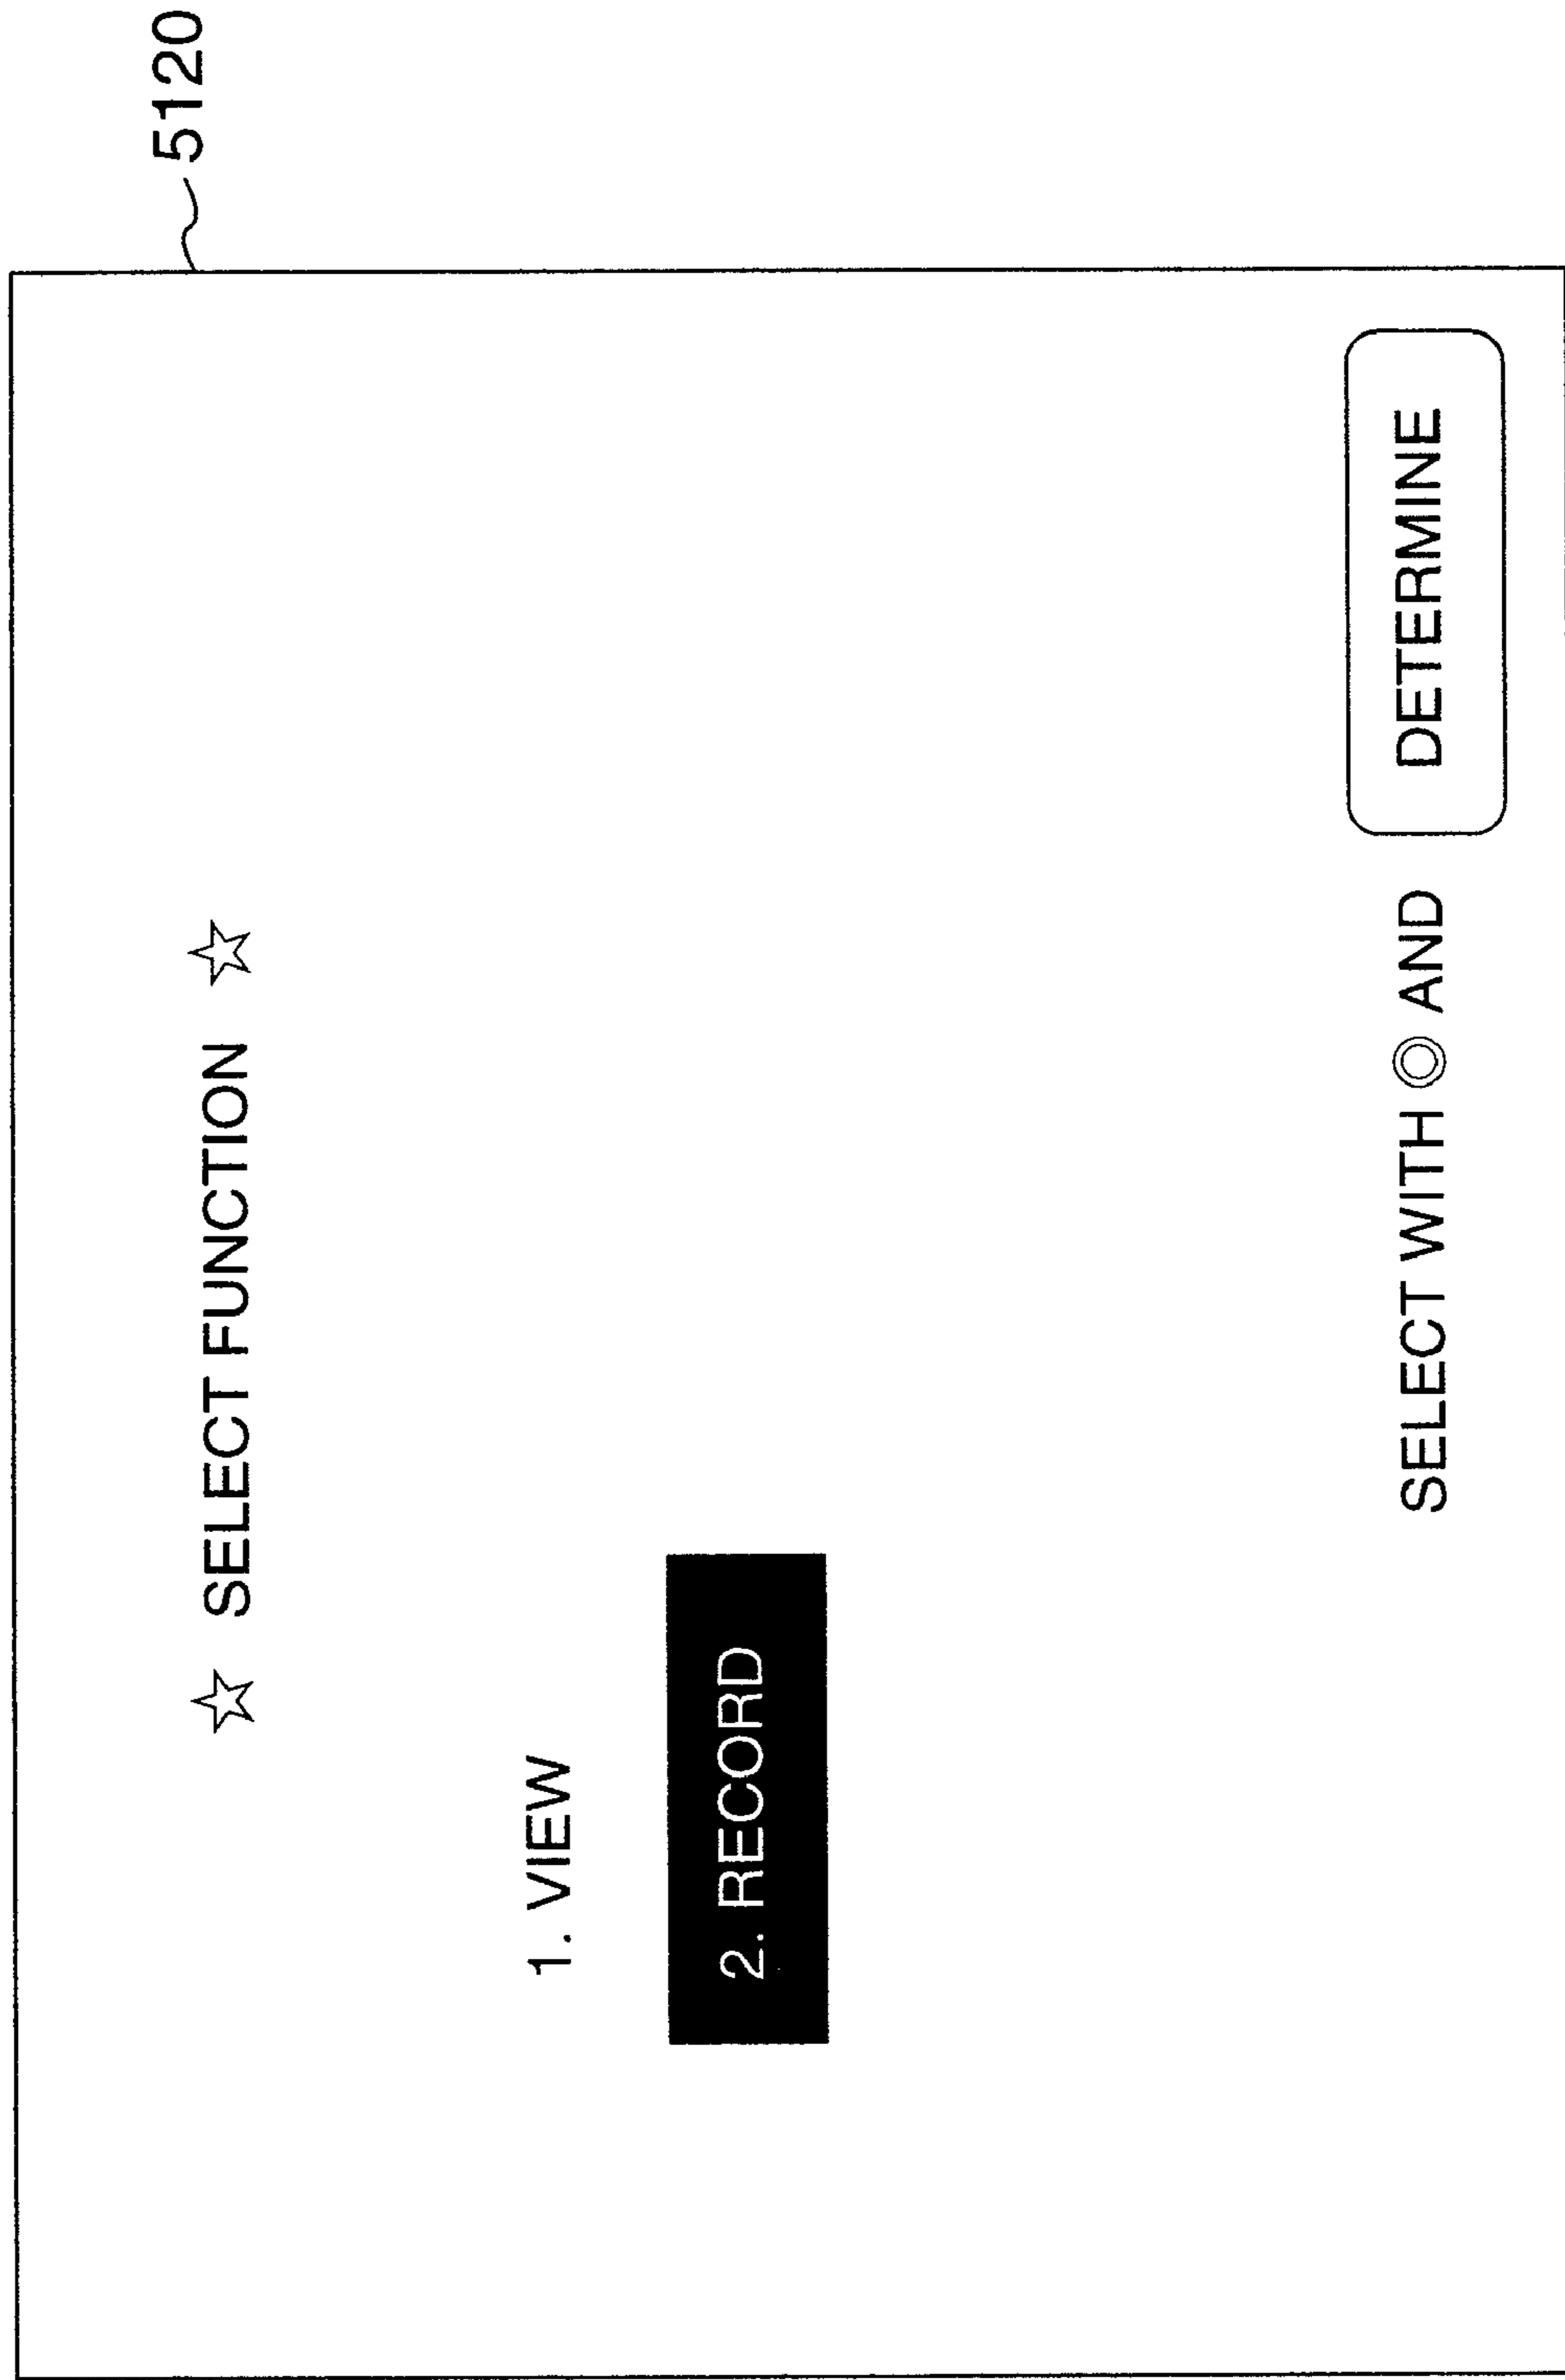 5120
☆ SELECT FUNCTION ☆
1. VIEW
2. RECORD
SELECT WITH ◎ AND DETERMINE